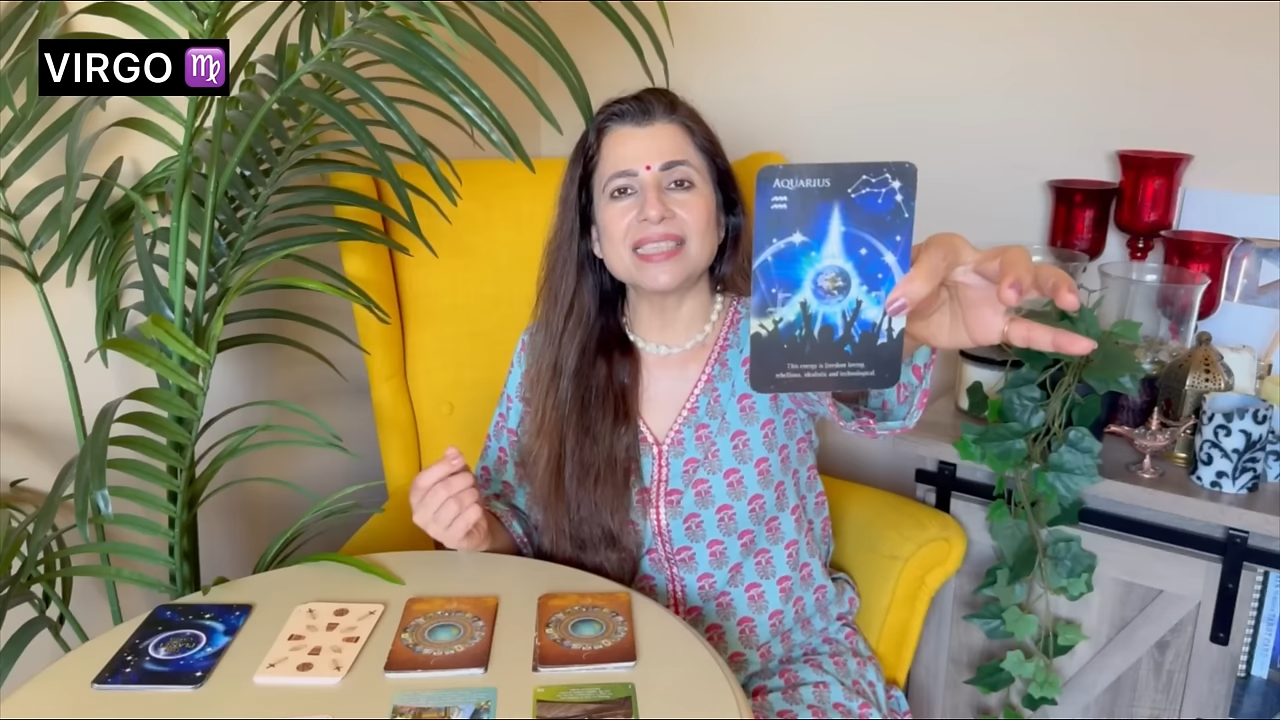 VIRGO ♍
AQUARIUS
This energy is freedom loving,
rebellious, idealistic and technological.